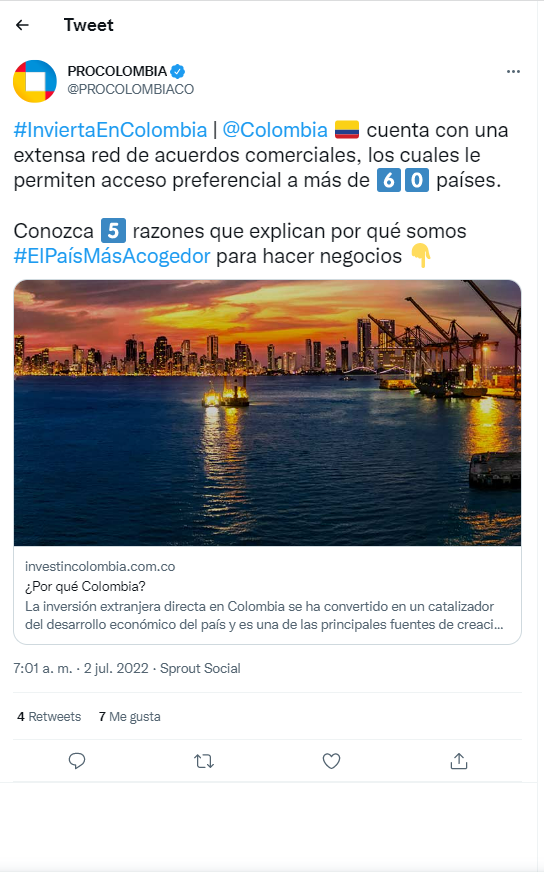 Tweet
PROCOLOMBIA
@PROCOLOMBIACO
#InviertaEnColombia | @Colombia 🇨🇴 cuenta con una
extensa red de acuerdos comerciales, los cuales le
permiten acceso preferencial a más de 6️⃣0️⃣ países.
Conozca 5️⃣ razones que explican por qué somos
#ElPaísMásAcogedor para hacer negocios 👇
investincolombia.com.co
¿Por qué Colombia?
La inversión extranjera directa en Colombia se ha convertido en un catalizador
del desarrollo económico del país y es una de las principales fuentes de creaci...
7:01 a. m. · 2 jul. 2022 · Sprout Social
4 Retweets 7 Me gusta